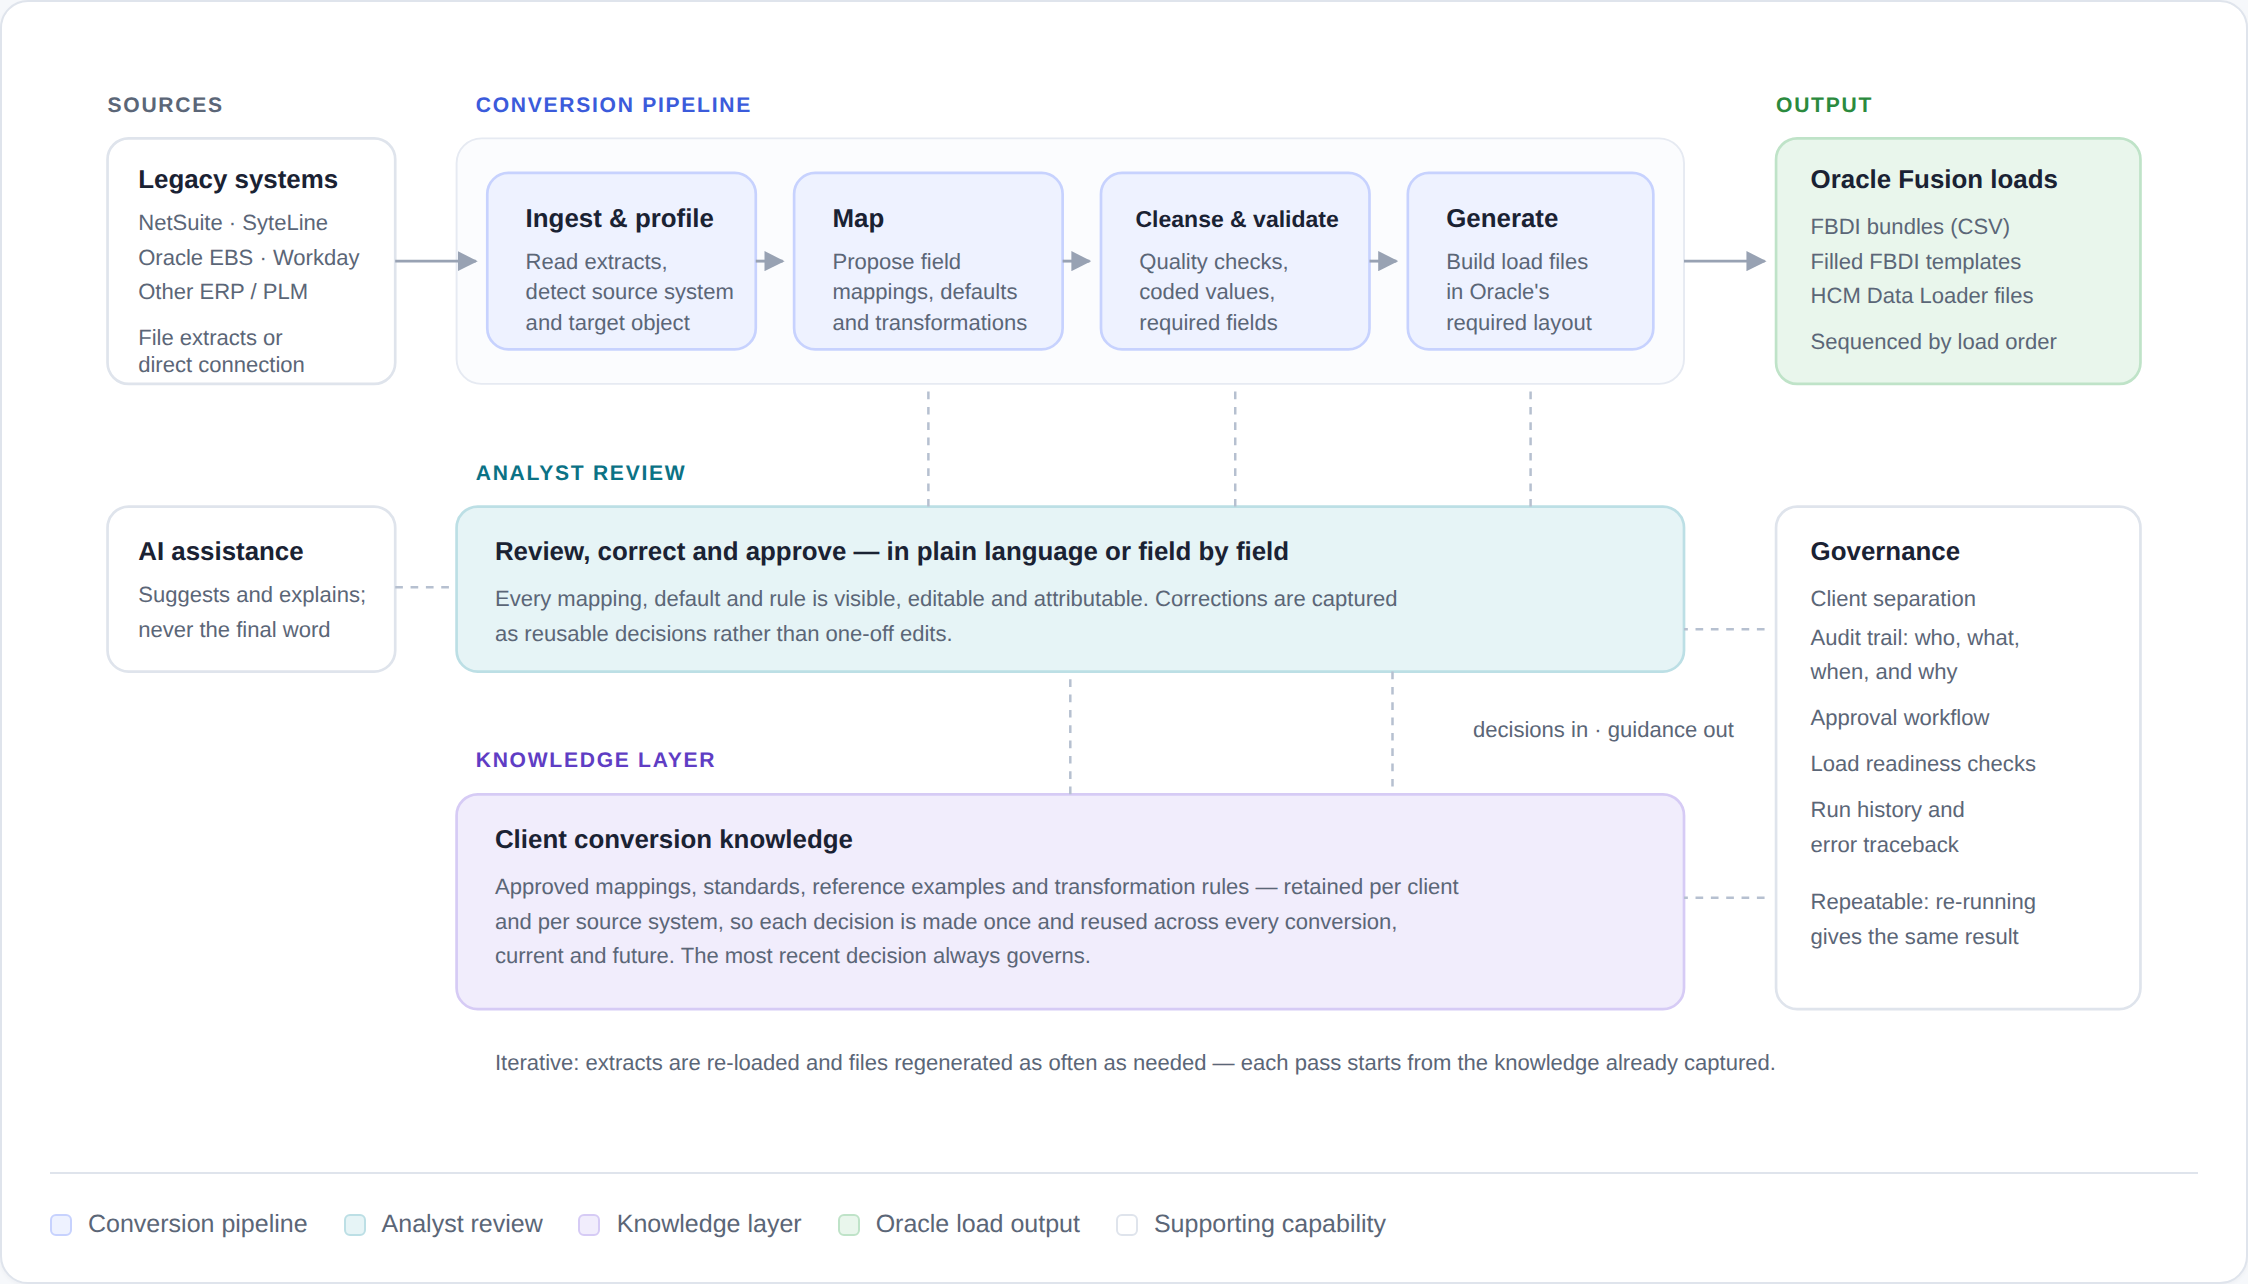 SOURCES
CONVERSION PIPELINE
OUTPUT
Legacy systems
NetSuite · SyteLine
Oracle EBS · Workday
Other ERP / PLM
File extracts or
direct connection
Ingest & profile
Read extracts,
detect source system
and target object
Map
Propose field
mappings, defaults
and transformations
Cleanse & validate
Quality checks,
coded values,
required fields
Generate
Build load files
in Oracle's
required layout
Oracle Fusion loads
FBDI bundles (CSV)
Filled FBDI templates
HCM Data Loader files
Sequenced by load order
ANALYST REVIEW
AI assistance
Suggests and explains;
never the final word
Review, correct and approve — in plain language or field by field
Every mapping, default and rule is visible, editable and attributable. Corrections are captured
as reusable decisions rather than one-off edits.
Governance
Client separation
Audit trail: who, what,
when, and why
Approval workflow
Load readiness checks
Run history and
error traceback
Repeatable: re-running
gives the same result
decisions in · guidance out
KNOWLEDGE LAYER
Client conversion knowledge
Approved mappings, standards, reference examples and transformation rules — retained per client
and per source system, so each decision is made once and reused across every conversion,
current and future. The most recent decision always governs.
Iterative: extracts are re-loaded and files regenerated as often as needed — each pass starts from the knowledge already captured.
Conversion pipeline
Analyst review
Knowledge layer
Oracle load output
Supporting capability